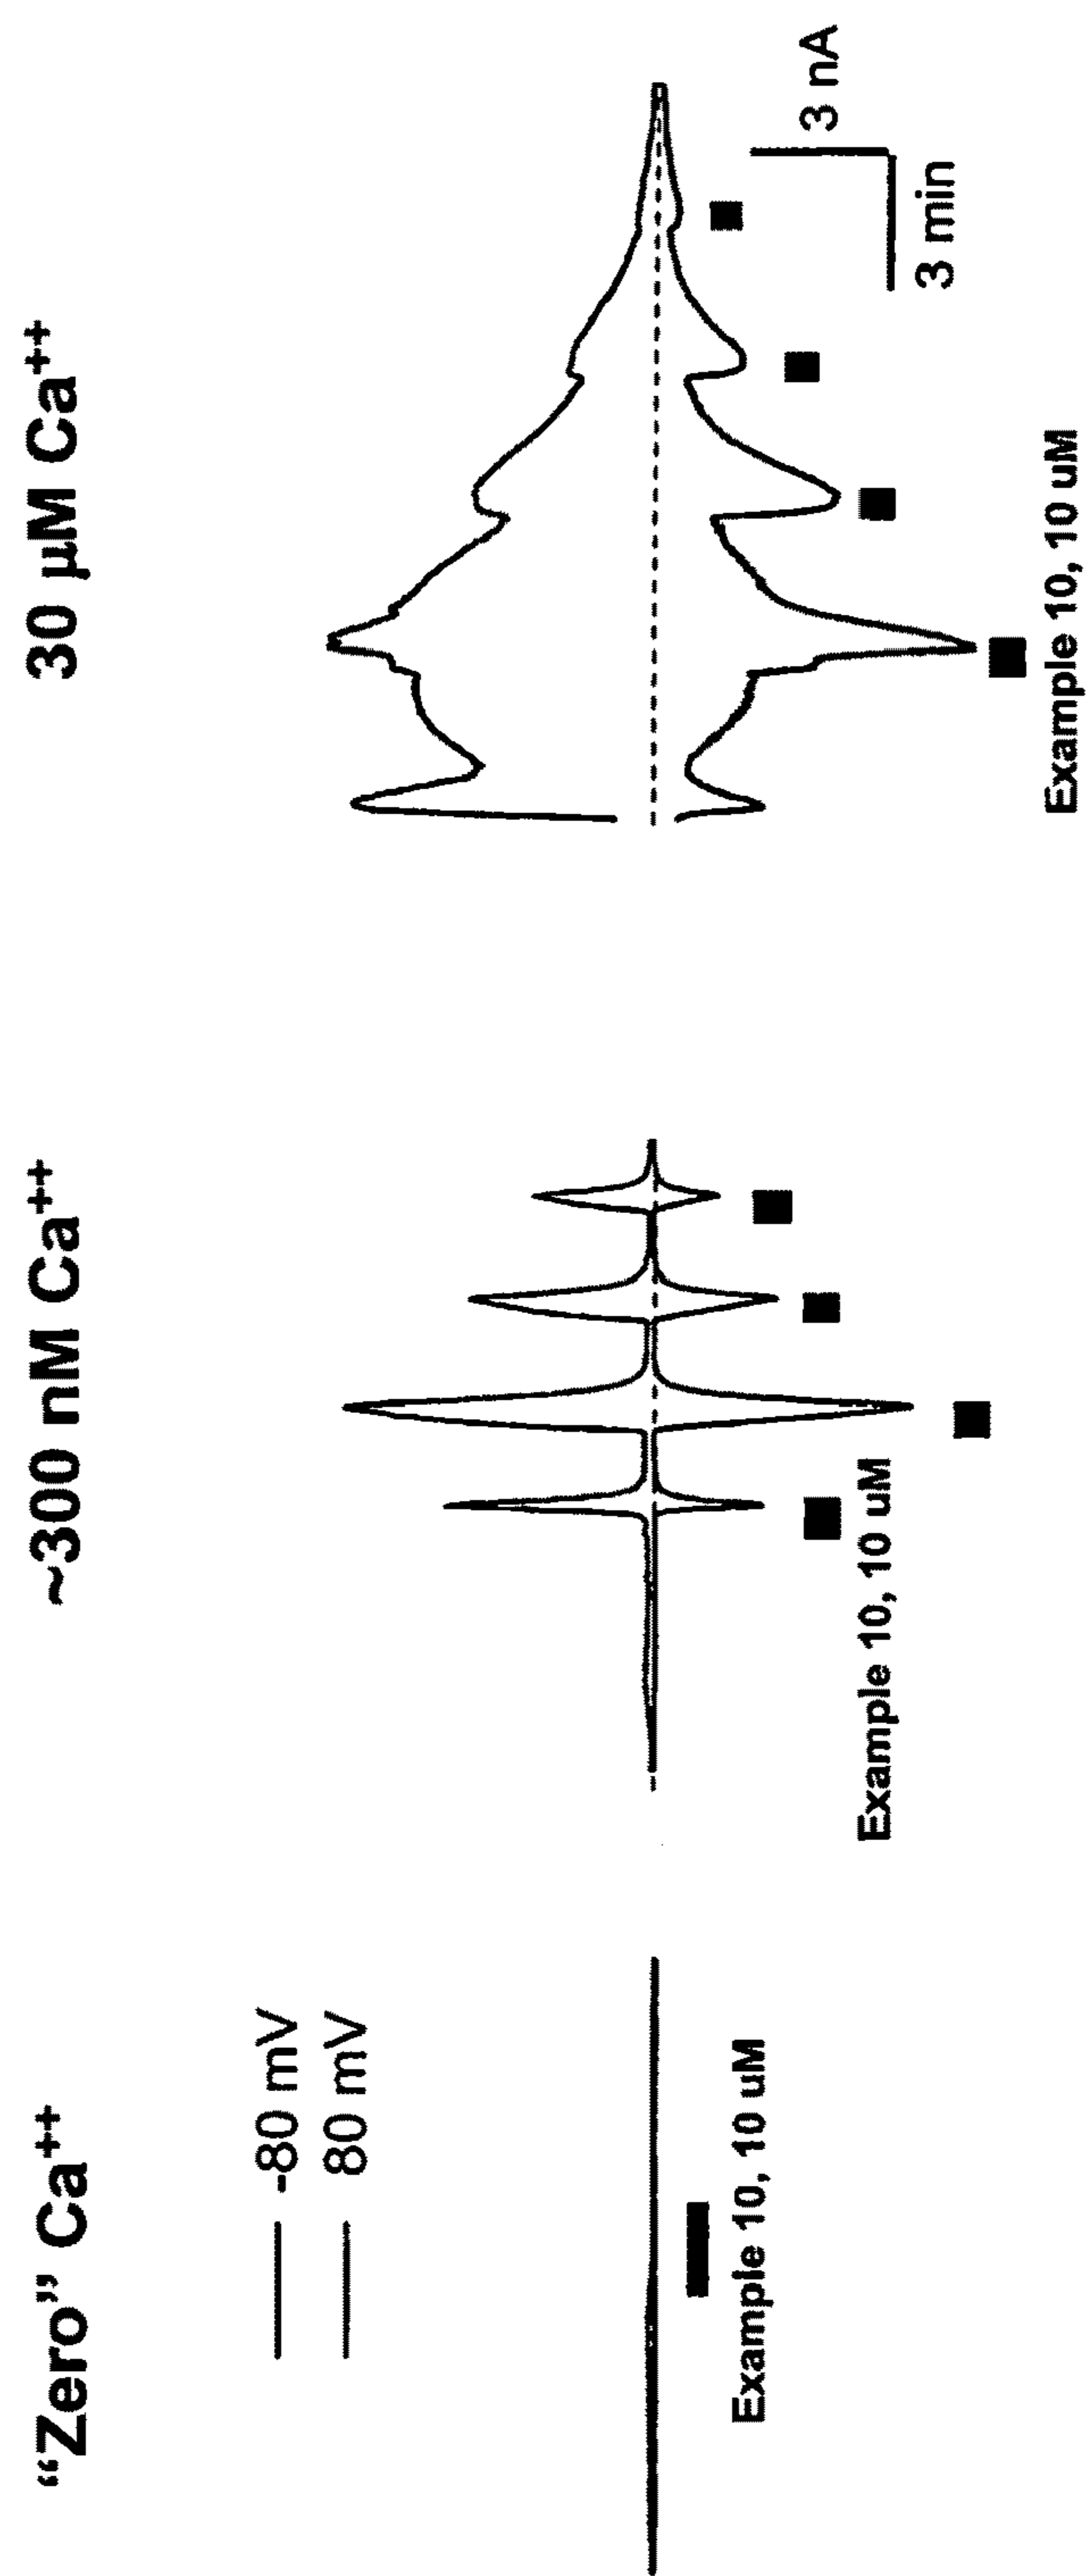 “Zero” Ca++
~300 nM Ca++
30 µM Ca++
-80 mV
80 mV
Example 10, 10 uM
Example 10, 10 uM
Example 10, 10 uM
3 nA
3 min